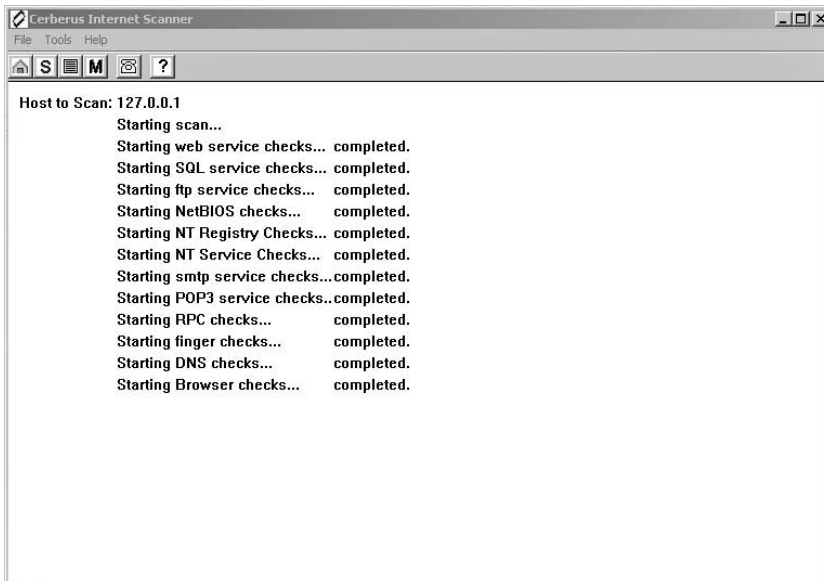 Cerberus Internet Scanner
File Tools Help
S M ?
Host to Scan: 127.0.0.1
Starting scan...
Starting web service checks... completed.
Starting SQL service checks... completed.
Starting ftp service checks... completed.
Starting NetBIOS checks... completed.
Starting NT Registry Checks... completed.
Starting NT Service Checks... completed.
Starting smtp service checks...completed.
Starting POP3 service checks..completed.
Starting RPC checks... completed.
Starting finger checks... completed.
Starting DNS checks... completed.
Starting Browser checks... completed.